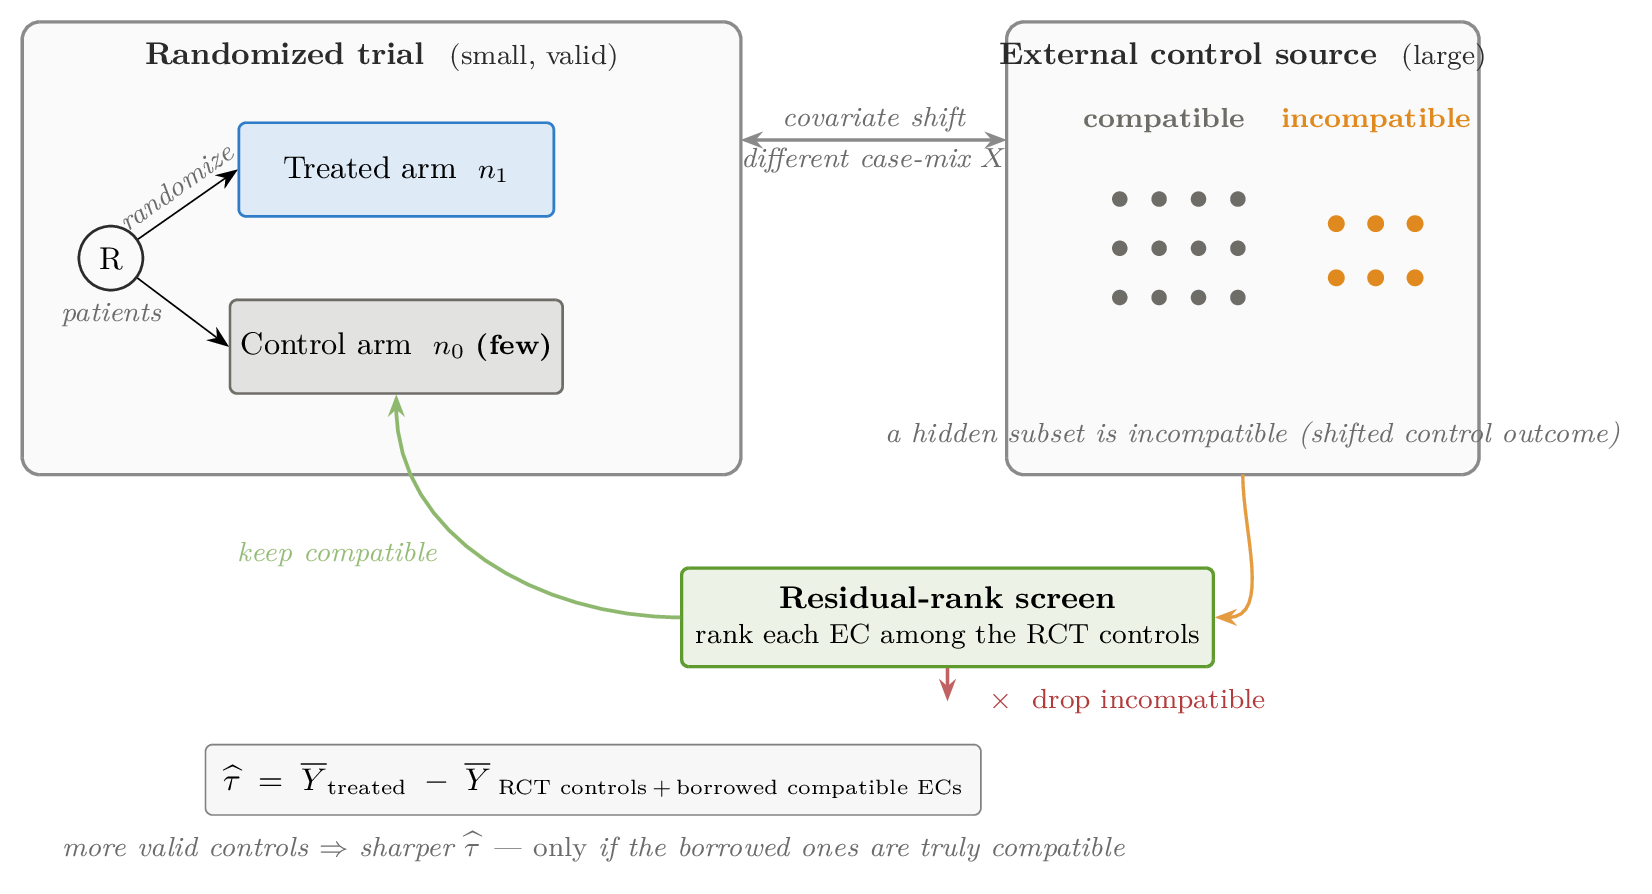 Randomized trial (small, valid)
randomize
Treated arm n₁
R
patients
Control arm n₀ (few)
covariate shift
different case-mix X
External control source (large)
compatible incompatible
a hidden subset is incompatible (shifted control outcome)
keep compatible
Residual-rank screen
rank each EC among the RCT controls
× drop incompatible
τ̂ = Y̅ treated − Y̅ RCT controls + borrowed compatible ECs
more valid controls ⇒ sharper τ̂ — only if the borrowed ones are truly compatible